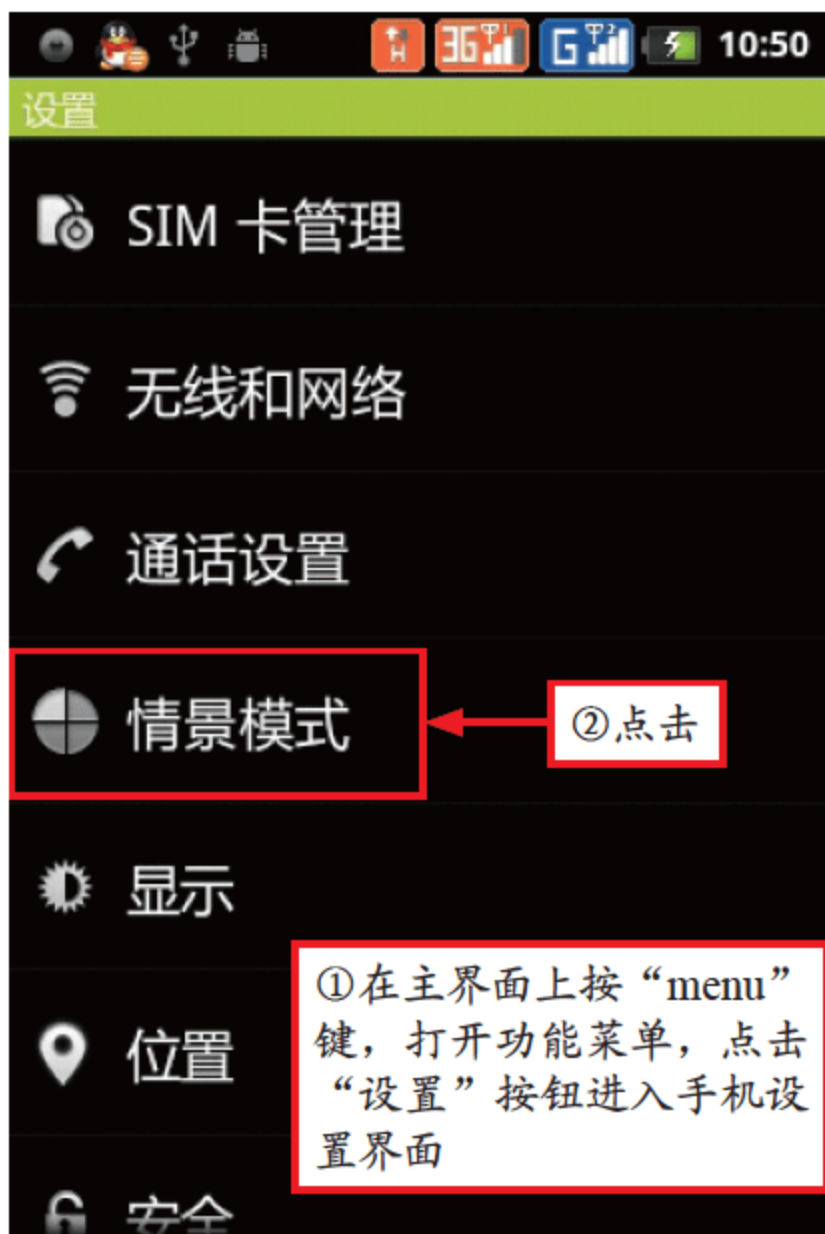 H 3G 1 G 2 10:50
设置
SIM 卡管理
无线和网络
通话设置
情景模式
②点击
显示
①在主界面上按“menu”
键，打开功能菜单，点击
“设置”按钮进入手机设
置界面
位置
安全